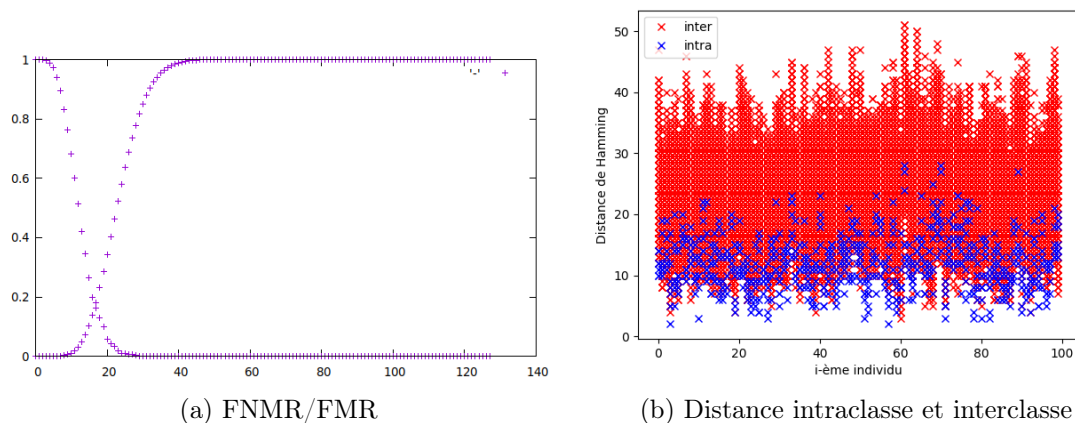 1
0.8
0.6
0.4
0.2
0
0 20 40 60 80 100 120 140
'-'
(a) FNMR/FMR
inter
intra
Distance de Hamming
50
40
30
20
10
0
0 20 40 60 80 100
i-ème individu
(b) Distance intraclasse et interclasse